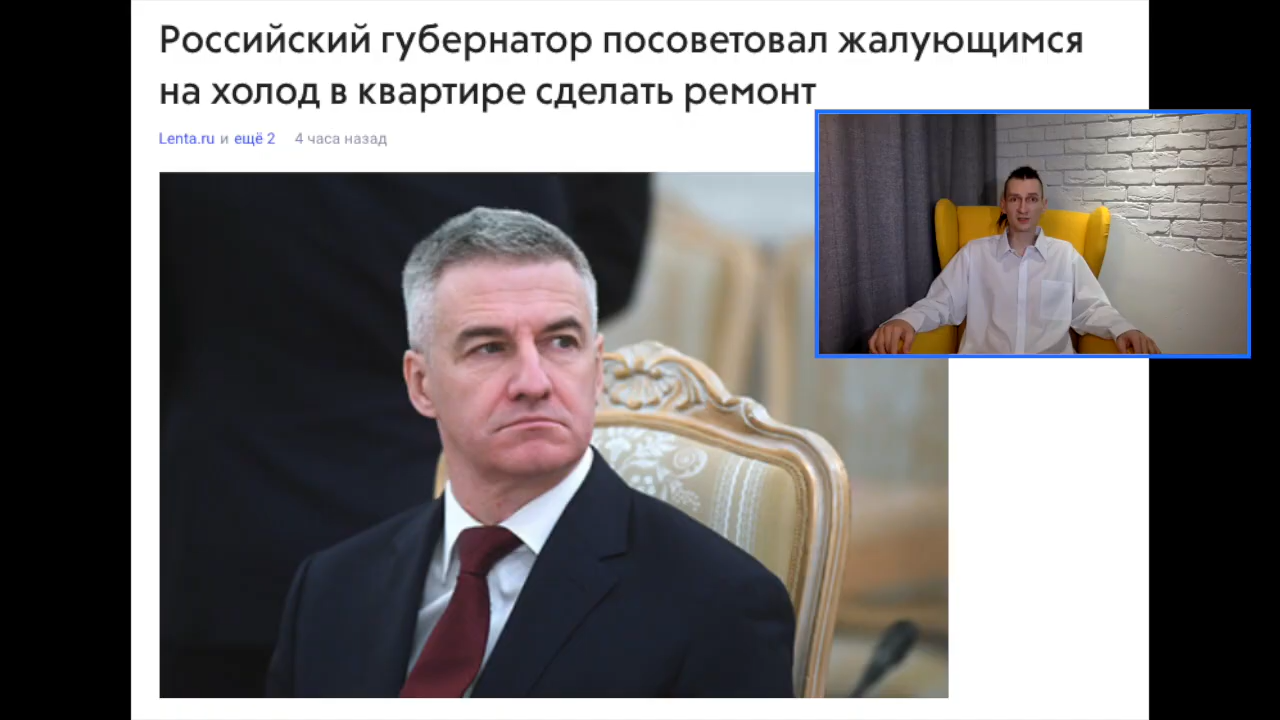 Российский губернатор посоветовал жалующимся
на холод в квартире сделать ремонт
Lenta.ru и ещё 2 4 часа назад